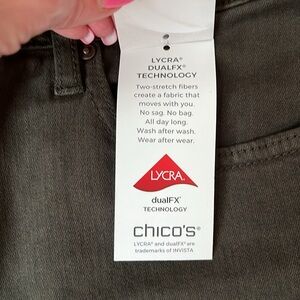 LYCRA®
DUALFX®
TECHNOLOGY
Two-stretch fibers
create a fabric that
moves with you.
No sag. No bag.
All day long.
Wash after wash.
Wear after wear.
LYCRA.
dualFX®
TECHNOLOGY
chico's®
LYCRA® and dualFX® are
trademarks of INVISTA